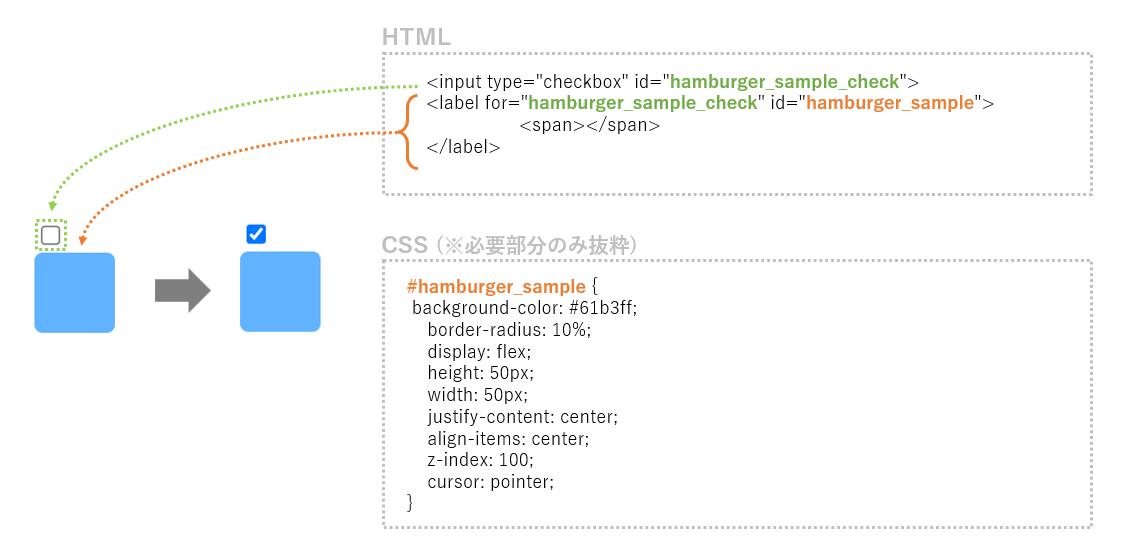 HTML
<input type="checkbox" id="hamburger_sample_check">
<label for="hamburger_sample_check" id="hamburger_sample">
<span></span>
</label>
CSS（※必要部分のみ抜粋）
#hamburger_sample {
background-color: #61b3ff;
border-radius: 10%;
display: flex;
height: 50px;
width: 50px;
justify-content: center;
align-items: center;
z-index: 100;
cursor: pointer;
}